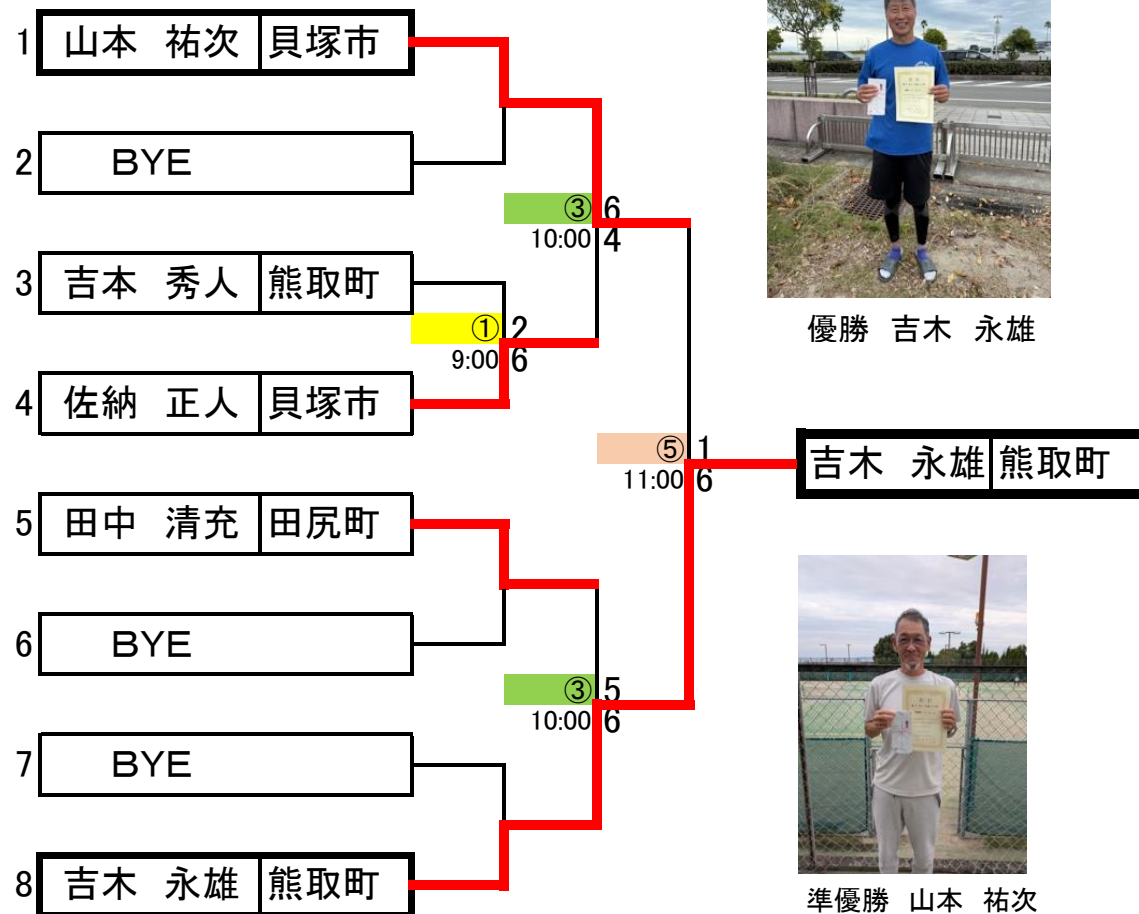 1 山本 祐次 貝塚市
2 BYE
③ 6
10:00 4
3 吉本 秀人 熊取町
① 2
9:00 6
優勝 吉木 永雄
4 佐納 正人 貝塚市
⑤ 1
11:00 6
吉木 永雄 熊取町
5 田中 清充 田尻町
6 BYE
③ 5
10:00 6
7 BYE
8 吉木 永雄 熊取町
準優勝 山本 祐次